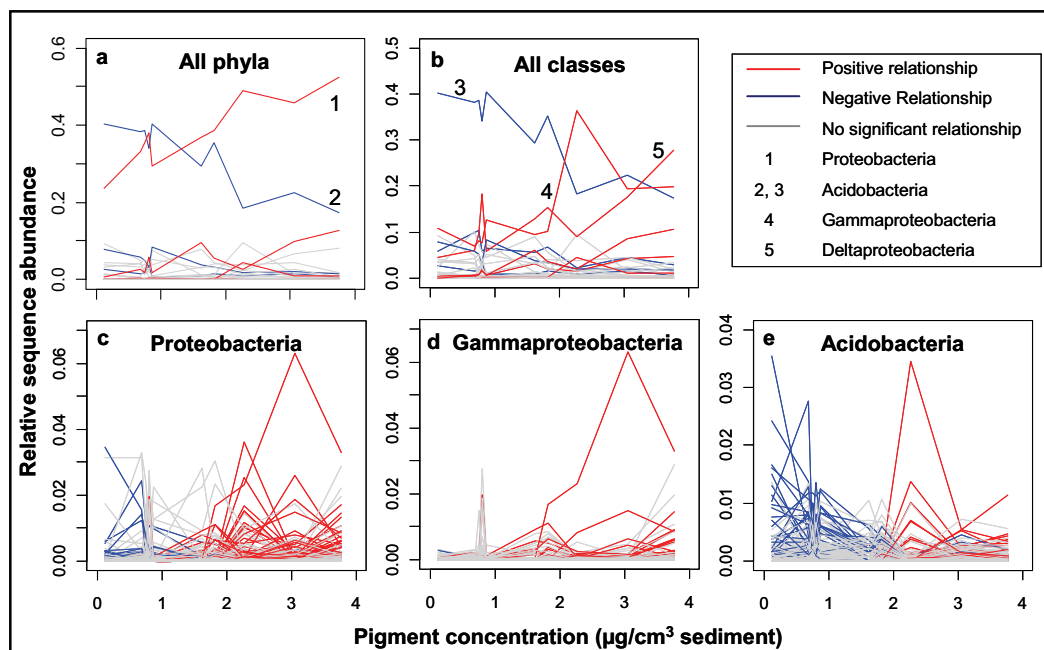 a
All phyla
0.6
0.4
0.2
0.0
1
2
b
All classes
0.5
0.4
0.3
0.2
0.1
0.0
3
4
5
Positive relationship
Negative Relationship
No significant relationship
1 Proteobacteria
2, 3 Acidobacteria
4 Gammaproteobacteria
5 Deltaproteobacteria
Relative sequence abundance
c
Proteobacteria
0.06
0.04
0.02
0.00
0 1 2 3 4
d
Gammaproteobacteria
0.06
0.04
0.02
0.00
0 1 2 3 4
e
Acidobacteria
0.04
0.03
0.02
0.01
0.00
0 1 2 3 4
Pigment concentration (µg/cm³ sediment)